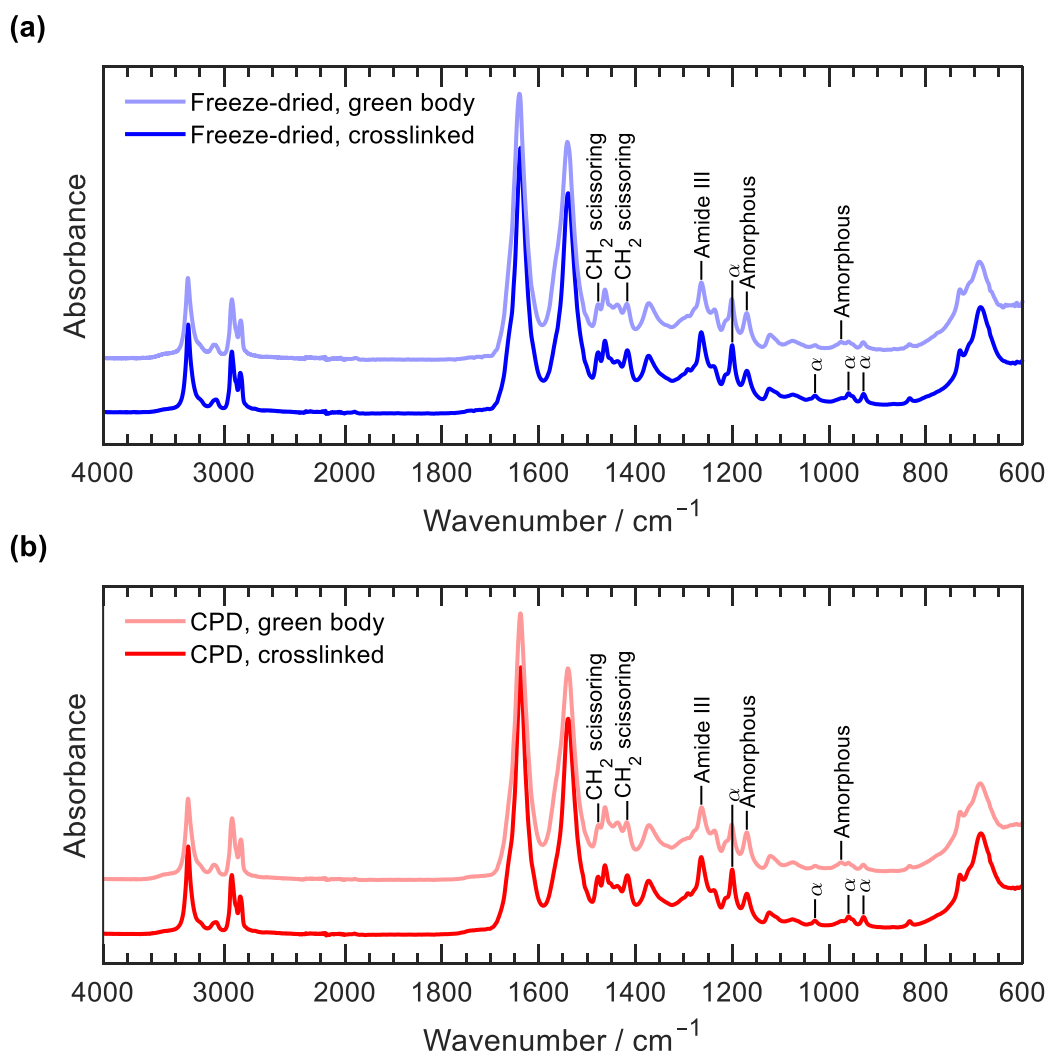 (a)
Freeze-dried, green body
Freeze-dried, crosslinked
Absorbance
CH₂ scissoring
CH₂ scissoring
Amide III
α
Amorphous
Amorphous
α
α
α
4000 3000 2000 1600 1400 1200 1000 800 600
Wavenumber / cm⁻¹
(b)
CPD, green body
CPD, crosslinked
Absorbance
CH₂ scissoring
CH₂ scissoring
Amide III
α
Amorphous
Amorphous
α
α
α
4000 3000 2000 1600 1400 1200 1000 800 600
Wavenumber / cm⁻¹